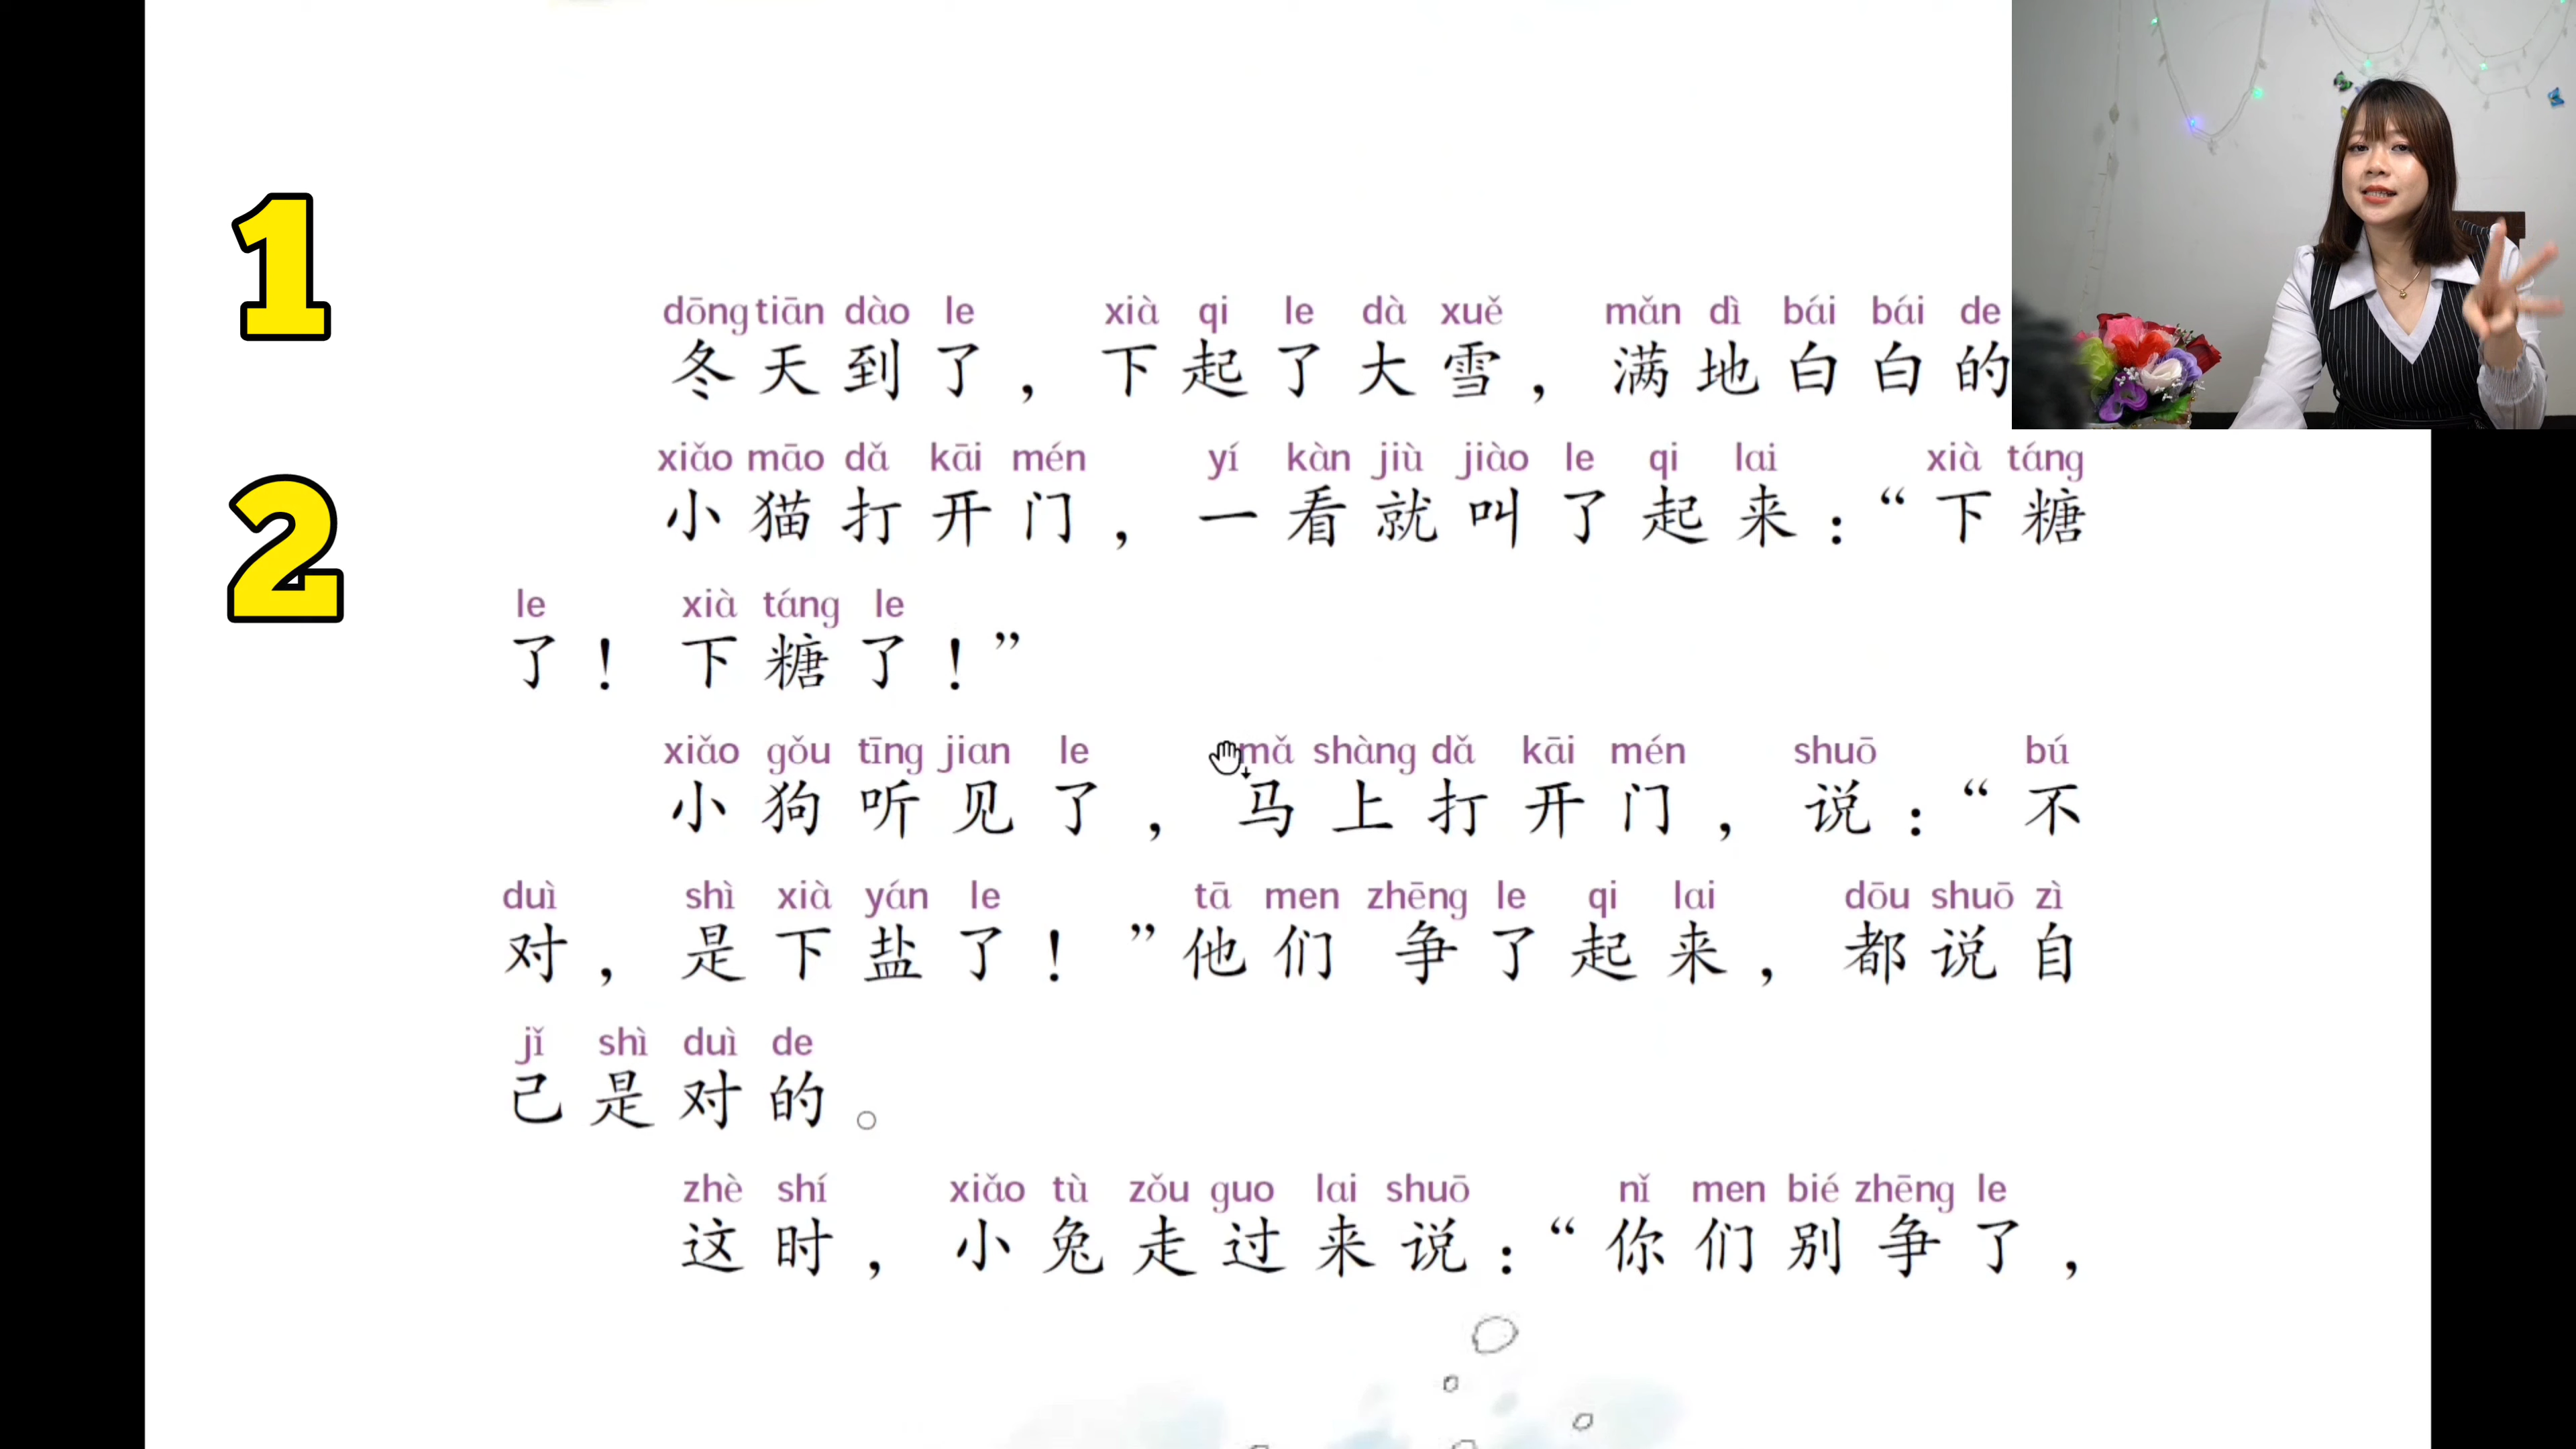 1
2
dōng tiān dào le xià qi le dà xuě mǎn dì bái bái de
冬天到了，下起了大雪，满地白白的
xiǎo māo dǎ kāi mén yí kàn jiù jiào le qi lai xià táng
小猫打开门，一看就叫了起来：“下糖
le xià táng le
了！下糖了！”
xiǎo gǒu tīng jian le mǎ shàng dǎ kāi mén shuō bú
小狗听见了，马上打开门，说：“不
duì shì xià yán le tā men zhēng le qi lai dōu shuō zì
对，是下盐了！”他们争了起来，都说自
jǐ shì duì de
己是对的。
zhè shí xiǎo tù zǒu guo lai shuō nǐ men bié zhēng le
这时，小兔走过来说：“你们别争了，